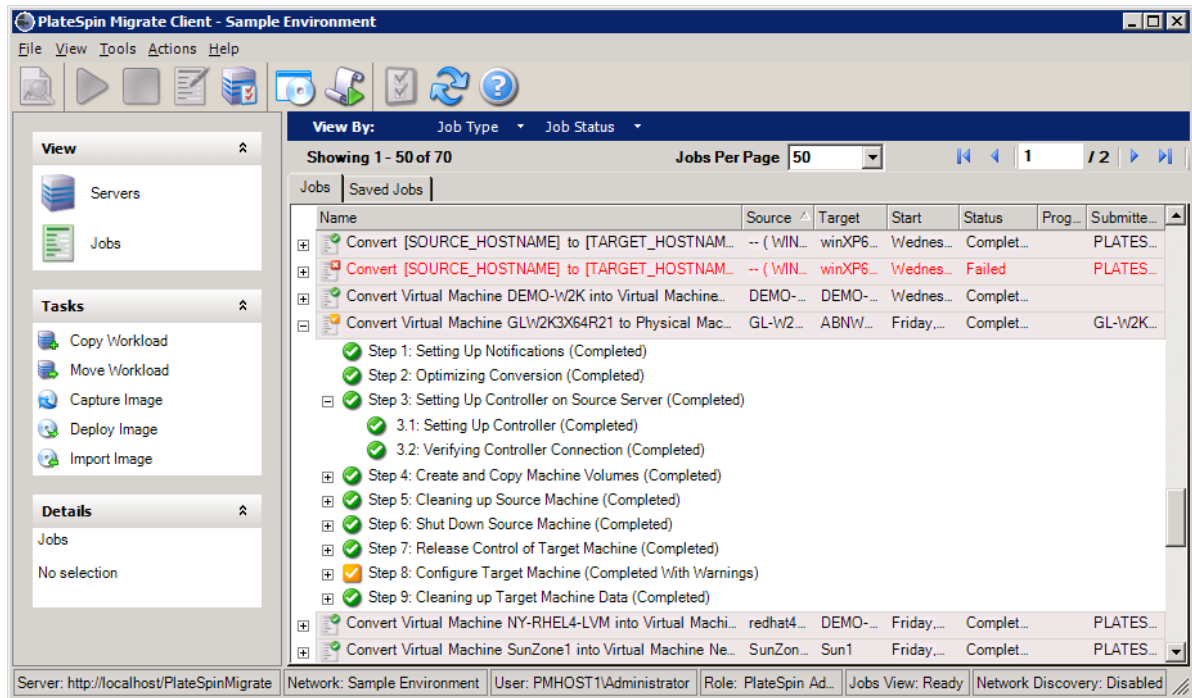 PlateSpin Migrate Client - Sample Environment
File View Tools Actions Help
View
Servers
Jobs
Tasks
Copy Workload
Move Workload
Capture Image
Deploy Image
Import Image
Details
Jobs
No selection
View By: Job Type Job Status
Showing 1 - 50 of 70 Jobs Per Page 50 1 / 2
Jobs Saved Jobs
Name Source Target Start Status Prog... Submitte...
Convert [SOURCE_HOSTNAME] to [TARGET_HOSTNAM... -- ( WIN... winXP6... Wednes... Complet... PLATES...
Convert [SOURCE_HOSTNAME] to [TARGET_HOSTNAM... -- ( WIN... winXP6... Wednes... Failed PLATES...
Convert Virtual Machine DEMO-W2K into Virtual Machine... DEMO-... DEMO-... Wednes... Complet...
Convert Virtual Machine GLW2K3X64R21 to Physical Mac... GL-W2... ABNW... Friday,... Complet... GL-W2K...
Step 1: Setting Up Notifications (Completed)
Step 2: Optimizing Conversion (Completed)
Step 3: Setting Up Controller on Source Server (Completed)
3.1: Setting Up Controller (Completed)
3.2: Verifying Controller Connection (Completed)
Step 4: Create and Copy Machine Volumes (Completed)
Step 5: Cleaning up Source Machine (Completed)
Step 6: Shut Down Source Machine (Completed)
Step 7: Release Control of Target Machine (Completed)
Step 8: Configure Target Machine (Completed With Warnings)
Step 9: Cleaning up Target Machine Data (Completed)
Convert Virtual Machine NY-RHEL4-LVM into Virtual Machi... redhat4... DEMO-... Friday,... Complet... PLATES...
Convert Virtual Machine SunZone1 into Virtual Machine Ne... SunZon... Sun1 Friday,... Complet... PLATES...
Server: http://localhost/PlateSpinMigrate Network: Sample Environment User: PMHOST1\Administrator Role: PlateSpin Ad... Jobs View: Ready Network Discovery: Disabled